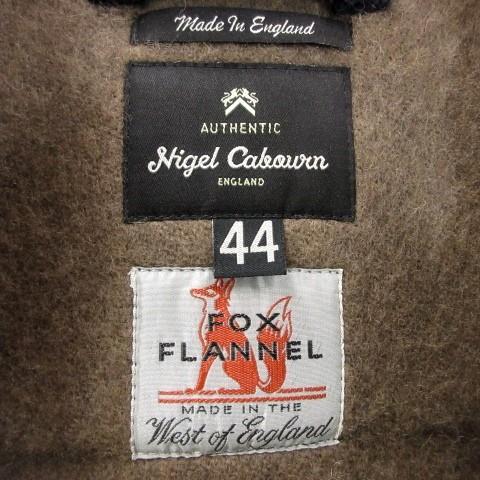 Made In England
AUTHENTIC
Nigel Cabourn
ENGLAND
44
FOX
FLANNEL
MADE IN THE
West of England